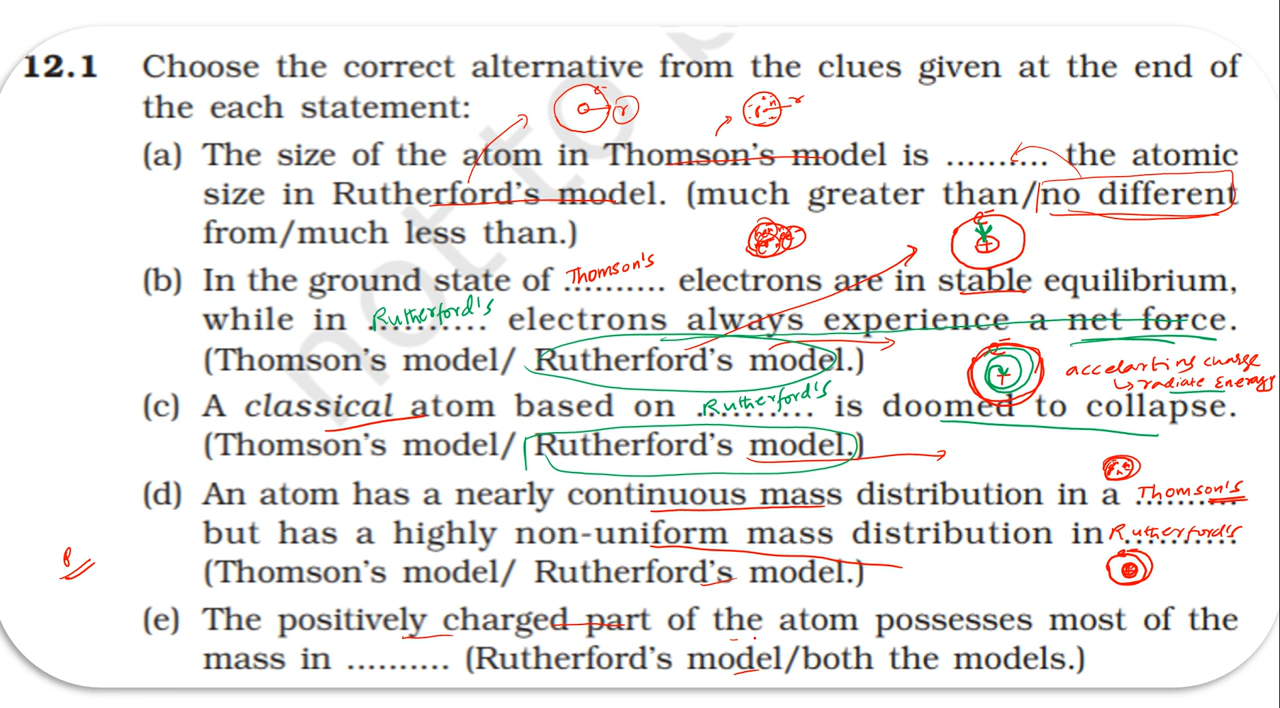 12.1 Choose the correct alternative from the clues given at the end of
the each statement:
r r
(a) The size of the atom in Thomson's model is .......... the atomic
size in Rutherford's model. (much greater than/no different
from/much less than.)
(b) In the ground state of .......... Thomson's electrons are in stable equilibrium,
while in .......... Rutherford's electrons always experience a net force.
(Thomson's model/ Rutherford's model.)
accelarting charge
↳ radiate Energy
(c) A classical atom based on .......... Rutherford's is doomed to collapse.
(Thomson's model/ Rutherford's model.)
(d) An atom has a nearly continuous mass distribution in a .......... Thomson's
but has a highly non-uniform mass distribution in .......... Rutherford's
(Thomson's model/ Rutherford's model.)
(e) The positively charged part of the atom possesses most of the
mass in .......... (Rutherford's model/both the models.)